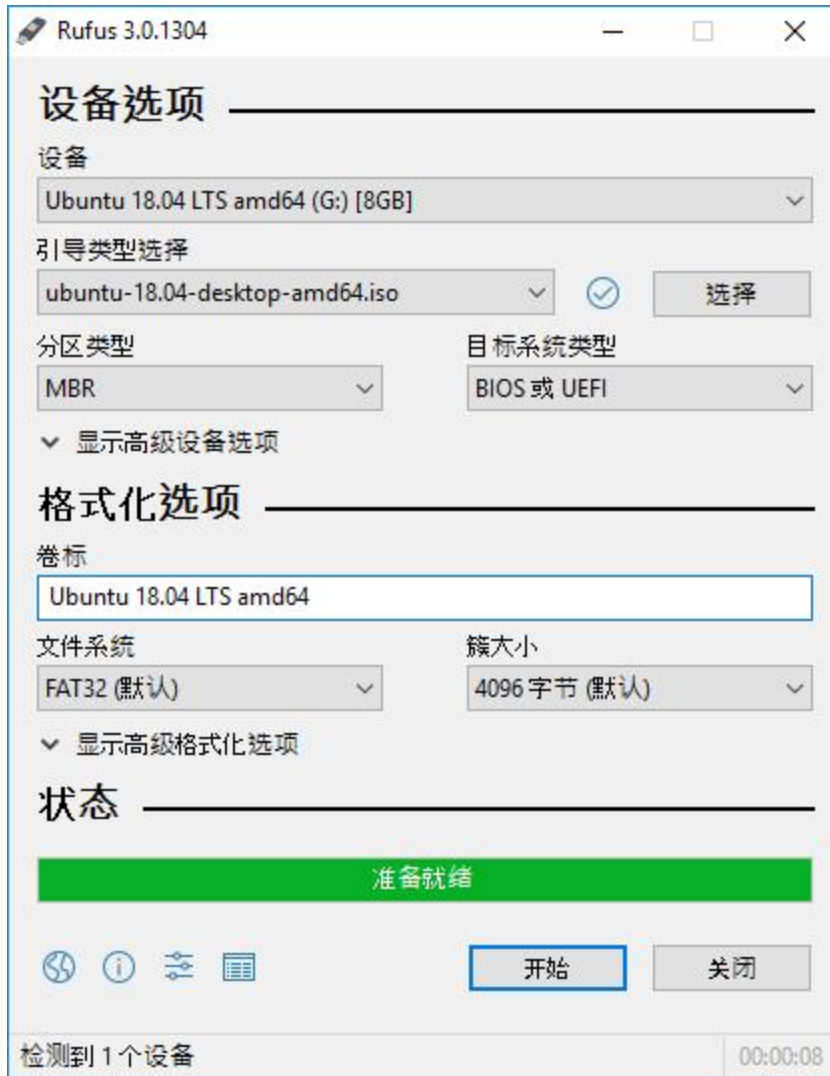 Rufus 3.0.1304
设备选项
设备
Ubuntu 18.04 LTS amd64 (G:) [8GB]
引导类型选择
ubuntu-18.04-desktop-amd64.iso
选择
分区类型
目标系统类型
MBR
BIOS 或 UEFI
显示高级设备选项
格式化选项
卷标
Ubuntu 18.04 LTS amd64
文件系统
簇大小
FAT32 (默认)
4096 字节 (默认)
显示高级格式化选项
状态
准备就绪
开始
关闭
检测到 1 个设备
00:00:08